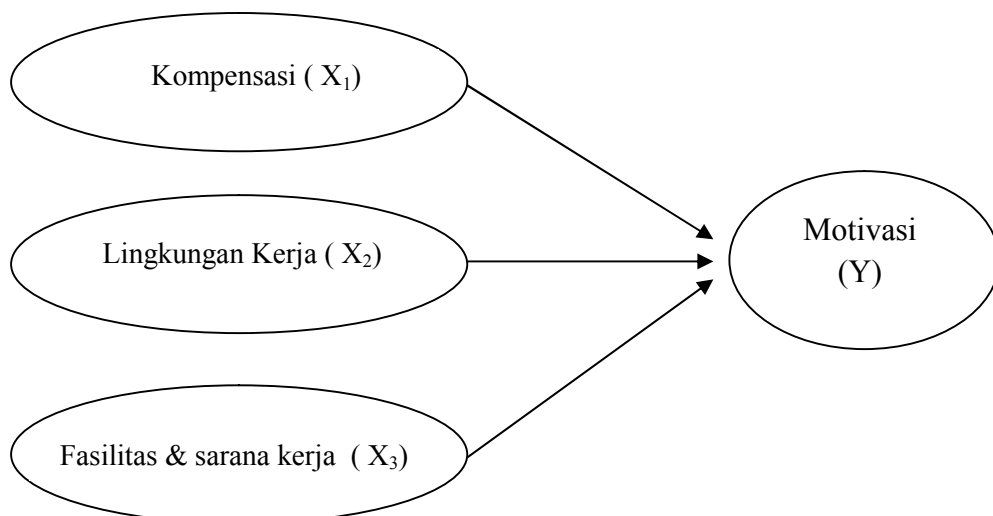 Kompensasi ( X₁)
Lingkungan Kerja ( X₂)
Motivasi
(Y)
Fasilitas & sarana kerja ( X₃)